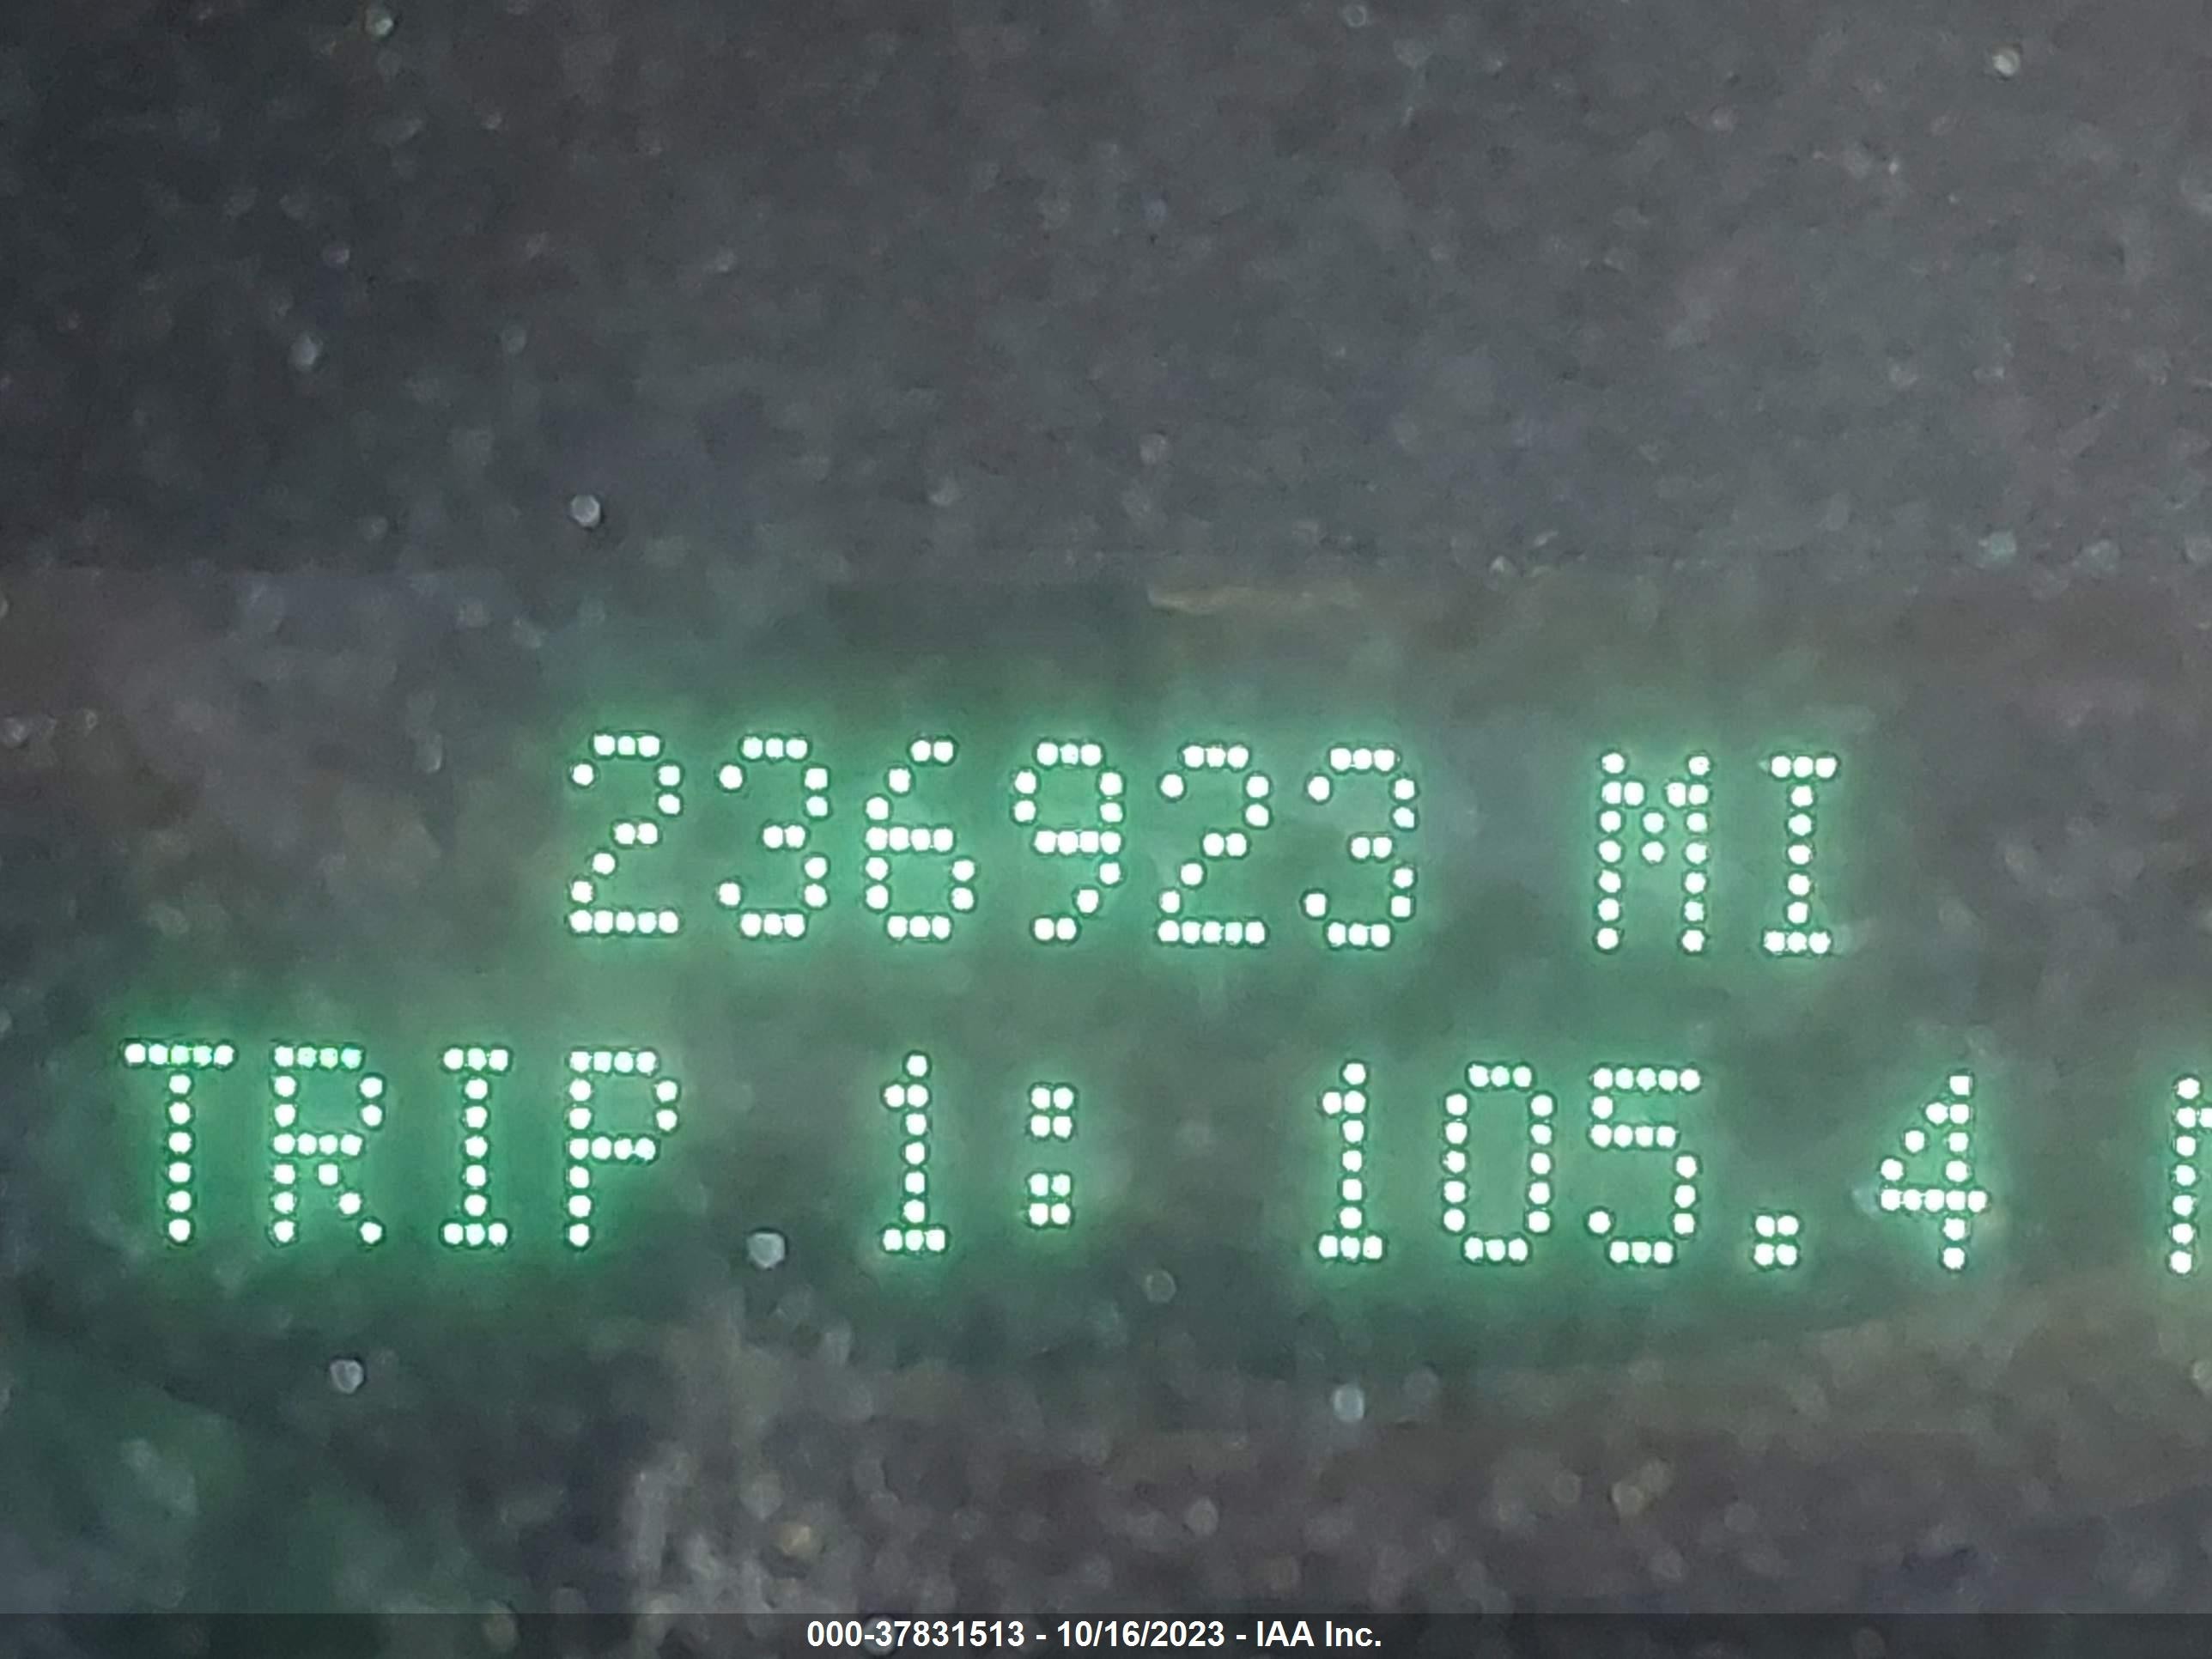 236923 MI
TRIP 1: 105.4
000-37831513 - 10/16/2023 - IAA Inc.